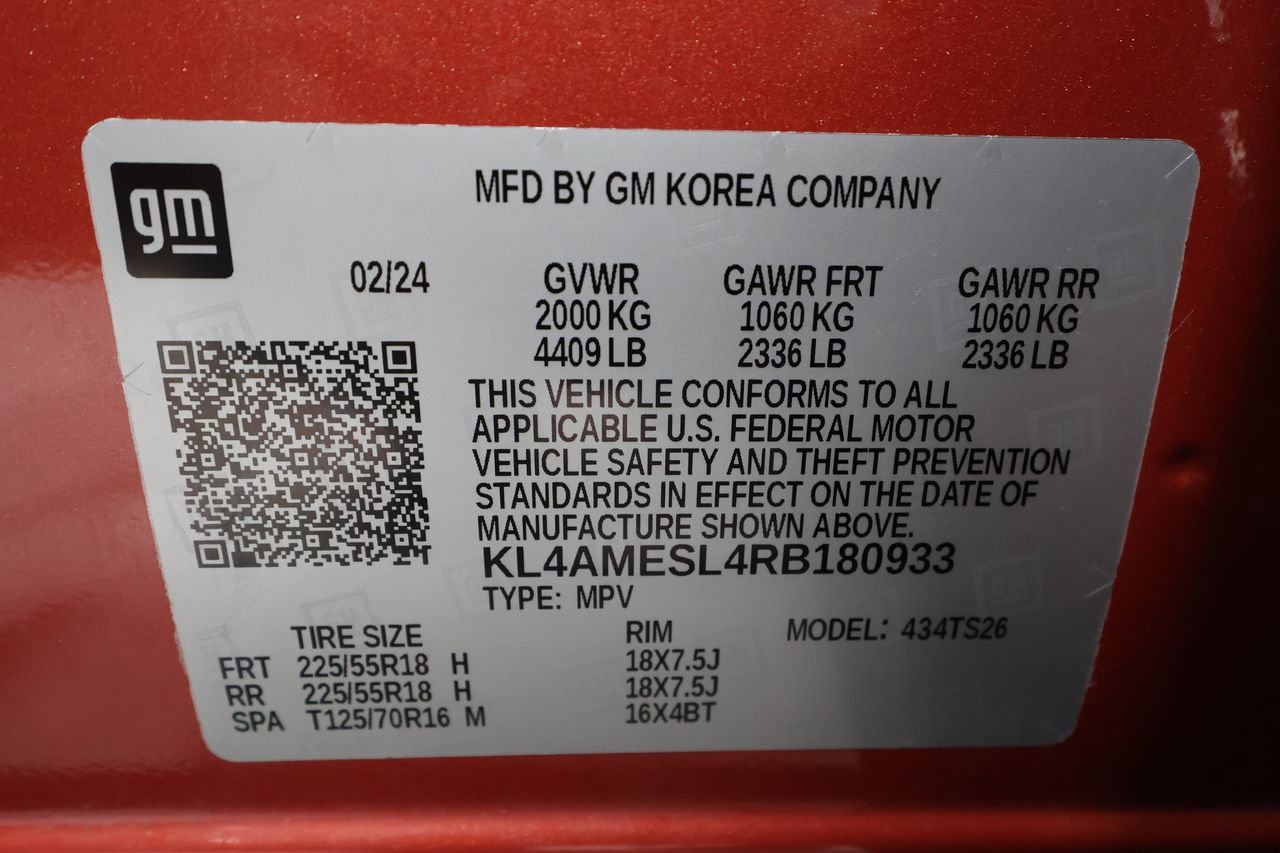 gm
MFD BY GM KOREA COMPANY
02/24 GVWR GAWR FRT GAWR RR
2000 KG 1060 KG 1060 KG
4409 LB 2336 LB 2336 LB
THIS VEHICLE CONFORMS TO ALL
APPLICABLE U.S. FEDERAL MOTOR
VEHICLE SAFETY AND THEFT PREVENTION
STANDARDS IN EFFECT ON THE DATE OF
MANUFACTURE SHOWN ABOVE.
KL4AMESL4RB180933
TYPE: MPV
TIRE SIZE RIM MODEL: 434TS26
FRT 225/55R18 H 18X7.5J
RR 225/55R18 H 18X7.5J
SPA T125/70R16 M 16X4BT